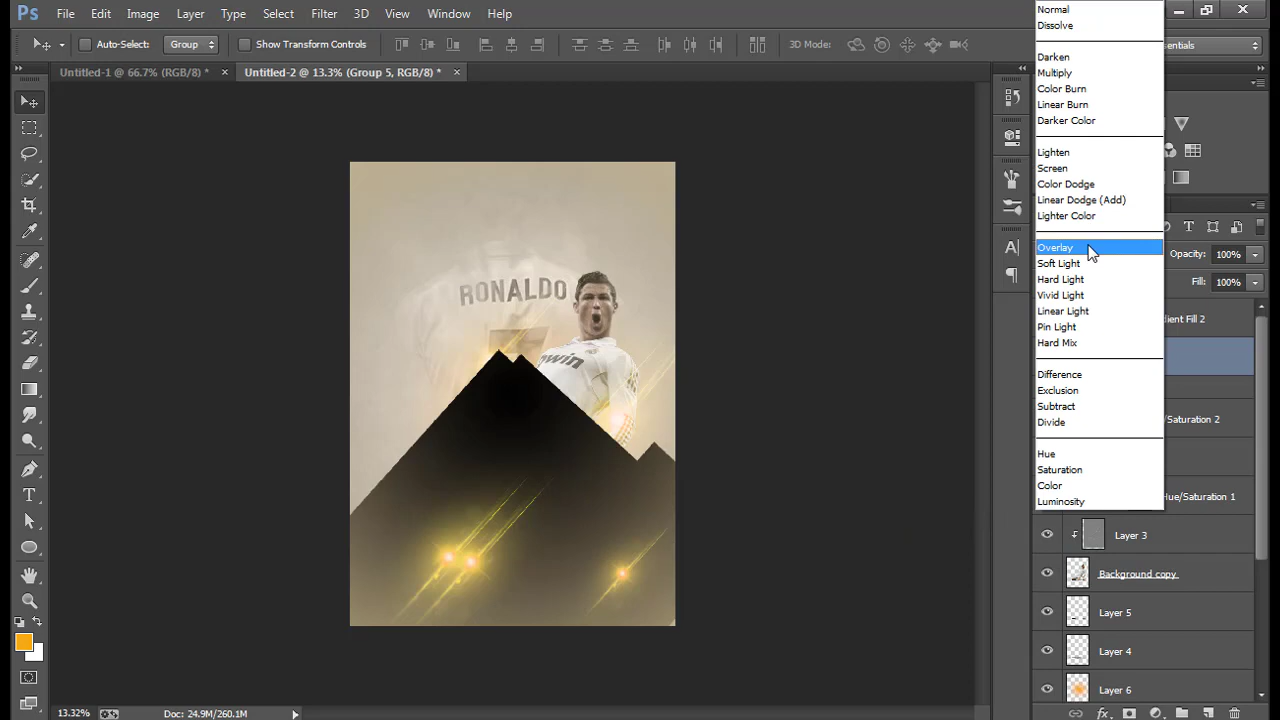 Ps File Edit Image Layer Type Select Filter 3D View Window Help
Auto-Select: Group Show Transform Controls 3D Mode: entials
Untitled-1 @ 66.7% (RGB/8) * × Untitled-2 @ 13.3% (Group 5, RGB/8) * ×
Normal
Dissolve
Darken
Multiply
Color Burn
Linear Burn
Darker Color
Lighten
Screen
Color Dodge
Linear Dodge (Add)
Lighter Color
Overlay
Soft Light
Hard Light
Vivid Light
Linear Light
Pin Light
Hard Mix
Difference
Exclusion
Subtract
Divide
Hue
Saturation
Color
Luminosity
Opacity: 100%
Fill: 100%
dient Fill 2
/Saturation 2
Hue/Saturation 1
Layer 3
Background copy
Layer 5
Layer 4
Layer 6
RONALDO
bwin
13.32% Doc: 24.9M/260.1M